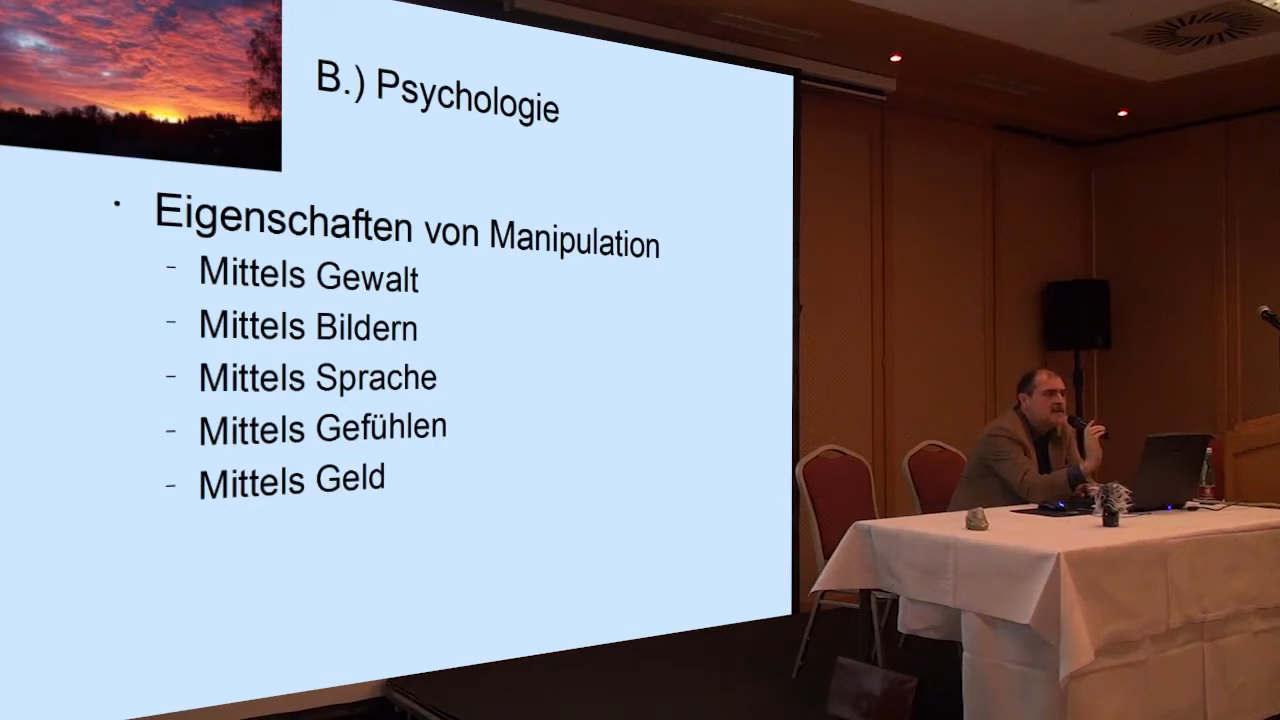 B.) Psychologie
• Eigenschaften von Manipulation
- Mittels Gewalt
- Mittels Bildern
- Mittels Sprache
- Mittels Gefühlen
- Mittels Geld